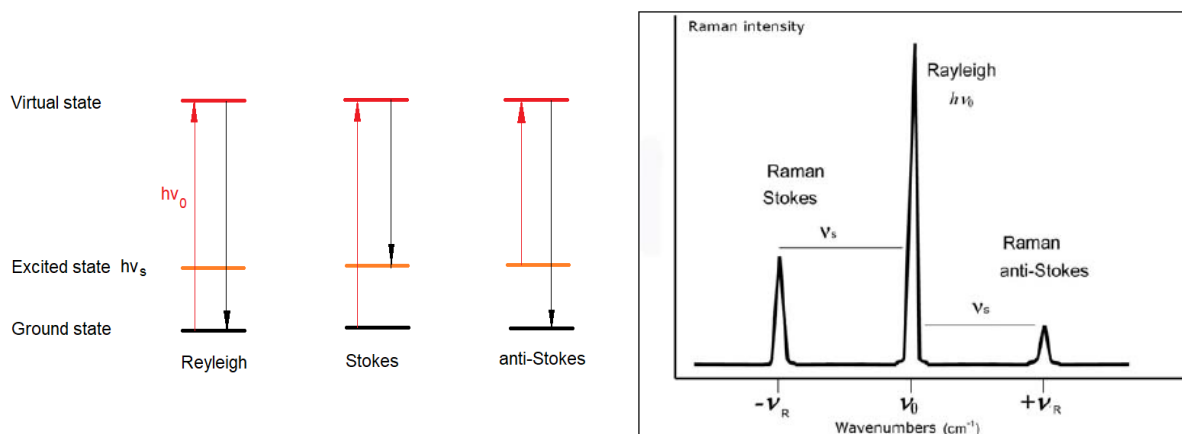 Virtual state
hν₀
Excited state hνs
Ground state
Reyleigh
Stokes
anti-Stokes
Raman intensity
Rayleigh
hν₀
Raman
Stokes
νs
Raman
anti-Stokes
νs
-νR
ν₀
+νR
Wavenumbers (cm⁻¹)